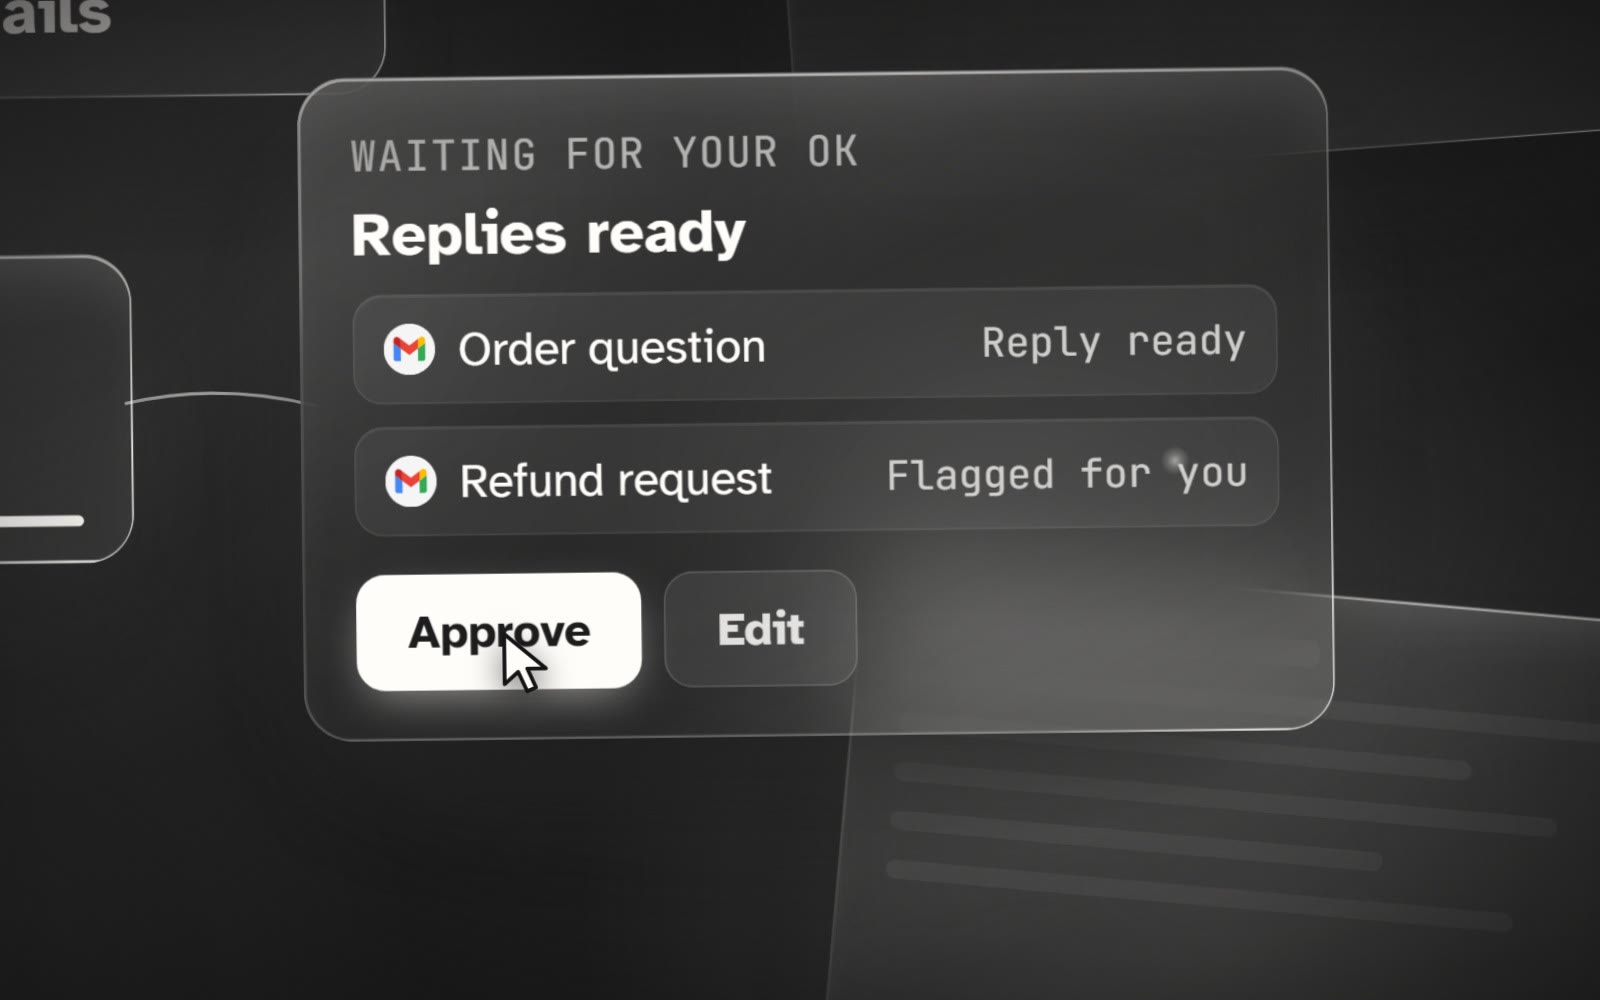 ails
WAITING FOR YOUR OK
Replies ready
Order question
Reply ready
Refund request
Flagged for you
Approve
Edit